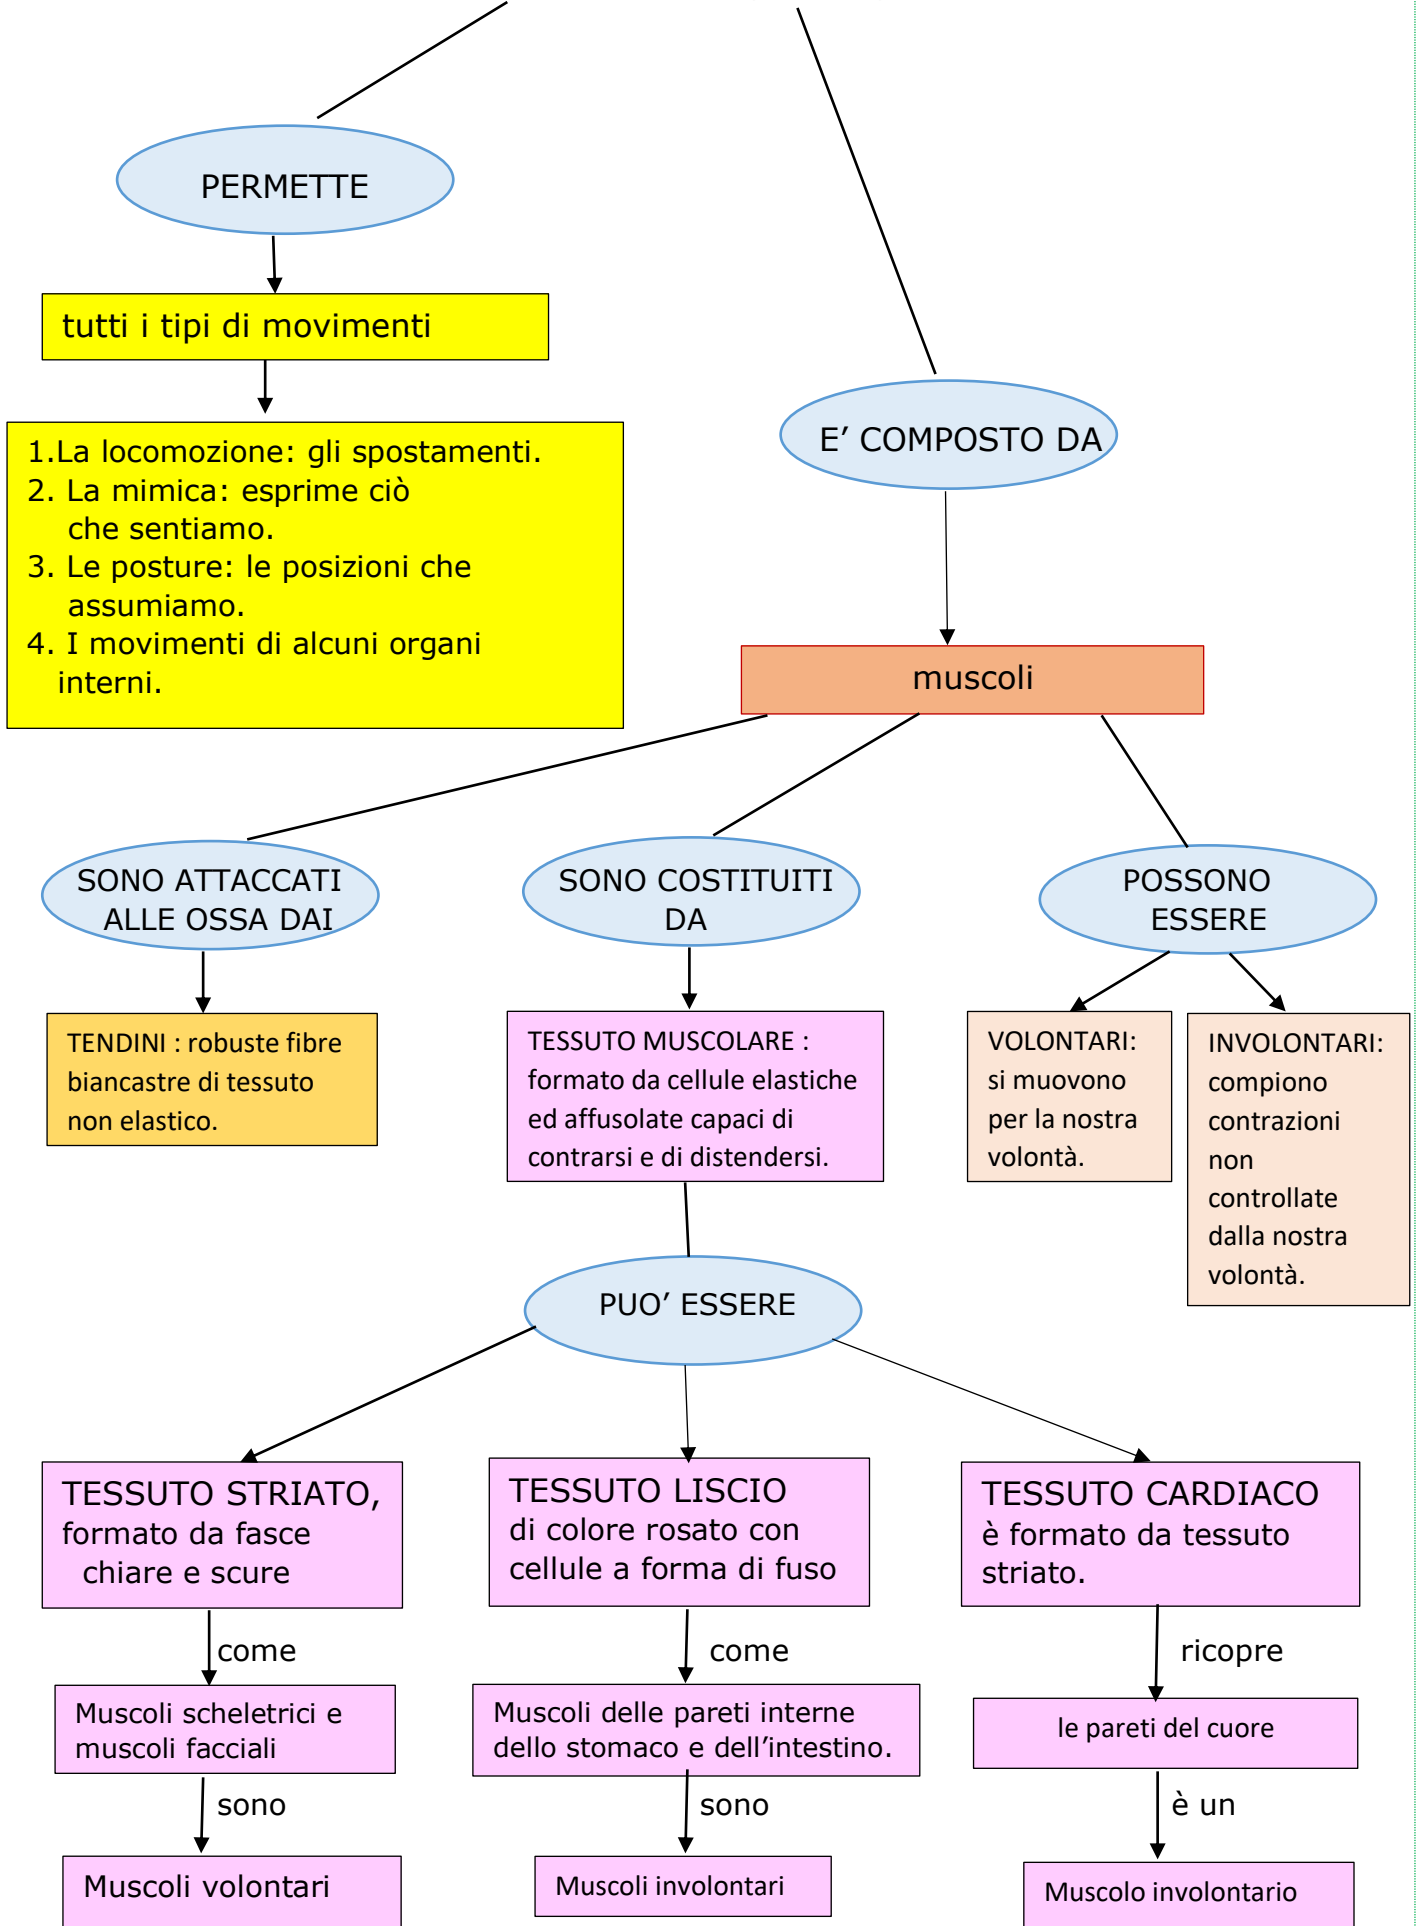 PERMETTE
tutti i tipi di movimenti
1.La locomozione: gli spostamenti.
2. La mimica: esprime ciò
che sentiamo.
3. Le posture: le posizioni che
assumiamo.
4. I movimenti di alcuni organi
interni.
E’ COMPOSTO DA
muscoli
SONO ATTACCATI
ALLE OSSA DAI
SONO COSTITUITI
DA
POSSONO
ESSERE
TENDINI : robuste fibre
biancastre di tessuto
non elastico.
TESSUTO MUSCOLARE :
formato da cellule elastiche
ed affusolate capaci di
contrarsi e di distendersi.
VOLONTARI:
si muovono
per la nostra
volontà.
INVOLONTARI:
compiono
contrazioni
non
controllate
dalla nostra
volontà.
PUO’ ESSERE
TESSUTO STRIATO,
formato da fasce
chiare e scure
TESSUTO LISCIO
di colore rosato con
cellule a forma di fuso
TESSUTO CARDIACO
è formato da tessuto
striato.
come
come
ricopre
Muscoli scheletrici e
muscoli facciali
Muscoli delle pareti interne
dello stomaco e dell’intestino.
le pareti del cuore
sono
sono
è un
Muscoli volontari
Muscoli involontari
Muscolo involontario